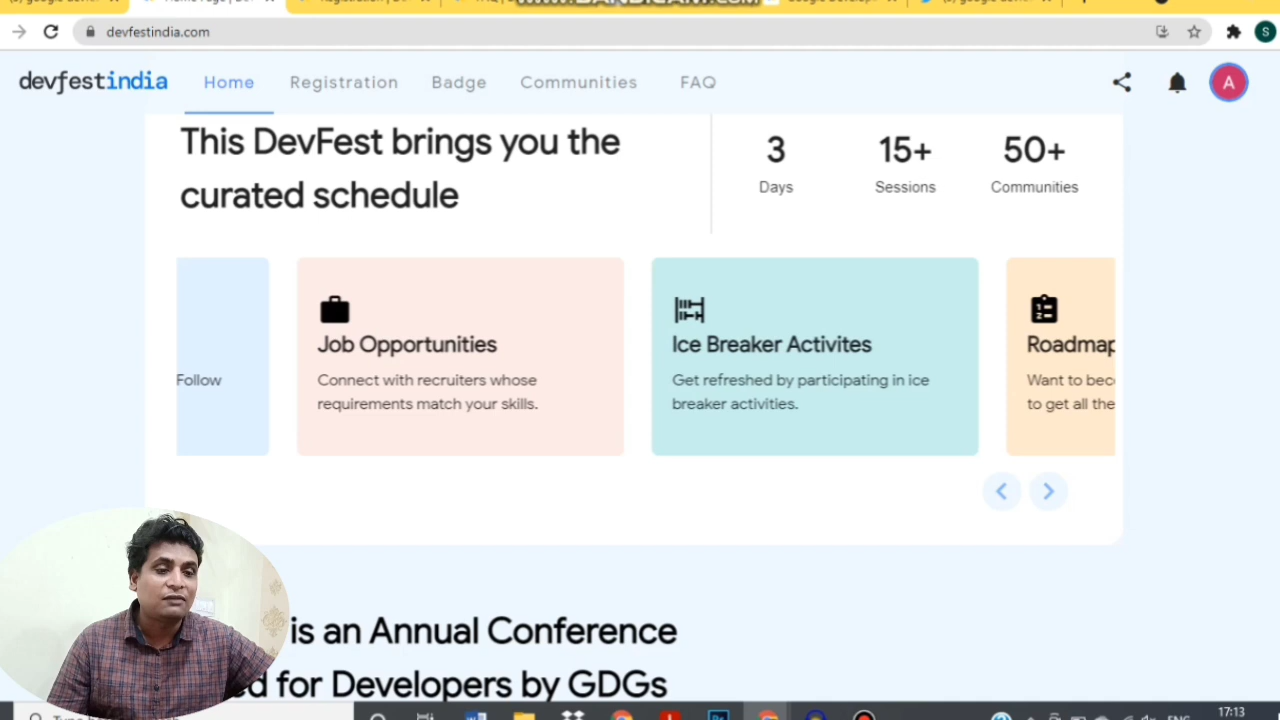 www.BANDICAM.com
devfestindia.com
S
devfestindia
Home
Registration
Badge
Communities
FAQ
A
This DevFest brings you the
curated schedule
3
Days
15+
Sessions
50+
Communities
Follow
Job Opportunities
Connect with recruiters whose
requirements match your skills.
Ice Breaker Activites
Get refreshed by participating in ice
breaker activities.
Roadmap
Want to bec
to get all the
is an Annual Conference
d for Developers by GDGs
17:13